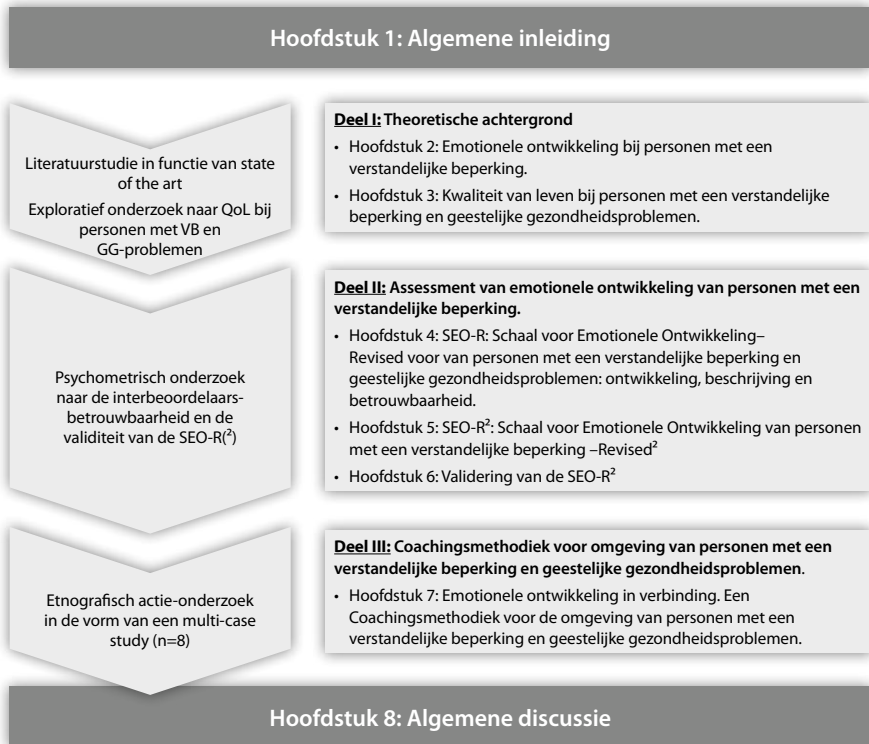 Hoofdstuk 1: Algemene inleiding
Literatuurstudie in functie van state
of the art
Exploratief onderzoek naar QoL bij
personen met VB en
GG-problemen
Deel I: Theoretische achtergrond
• Hoofdstuk 2: Emotionele ontwikkeling bij personen met een
verstandelijke beperking.
• Hoofdstuk 3: Kwaliteit van leven bij personen met een verstandelijke
beperking en geestelijke gezondheidsproblemen.
Psychometrisch onderzoek
naar de interbeoordelaars-
betrouwbaarheid en de
validiteit van de SEO-R(²)
Deel II: Assessment van emotionele ontwikkeling van personen met een
verstandelijke beperking.
• Hoofdstuk 4: SEO-R: Schaal voor Emotionele Ontwikkeling–
Revised voor van personen met een verstandelijke beperking en
geestelijke gezondheidsproblemen: ontwikkeling, beschrijving en
betrouwbaarheid.
• Hoofdstuk 5: SEO-R²: Schaal voor Emotionele Ontwikkeling van personen
met een verstandelijke beperking –Revised²
• Hoofdstuk 6: Validering van de SEO-R²
Etnografisch actie-onderzoek
in de vorm van een multi-case
study (n=8)
Deel III: Coachingsmethodiek voor omgeving van personen met een
verstandelijke beperking en geestelijke gezondheidsproblemen.
• Hoofdstuk 7: Emotionele ontwikkeling in verbinding. Een
Coachingsmethodiek voor de omgeving van personen met een
verstandelijke beperking en geestelijke gezondheidsproblemen.
Hoofdstuk 8: Algemene discussie